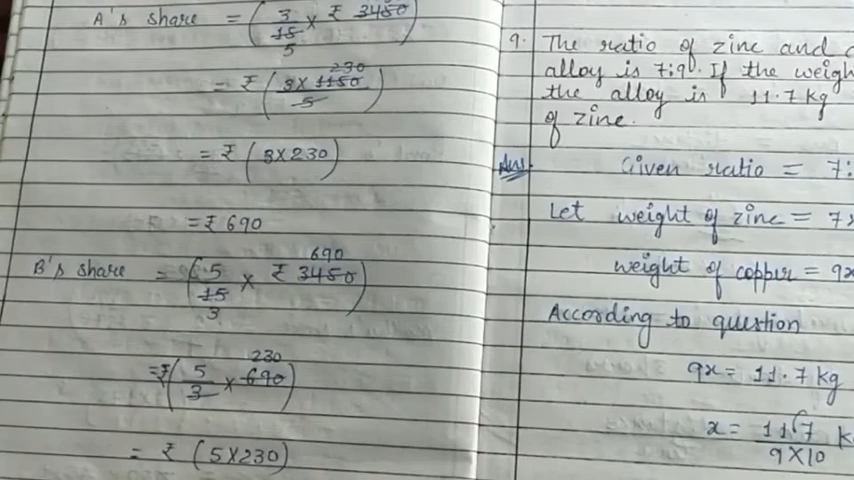 A's share = ( 3/15 5 × ₹ 3450 )
= ₹ ( 3 × 1150 230 / 5 )
= ₹ ( 3×230 )
= ₹ 690
B's share = ( 5/15 3 × ₹ 3450 690 )
= ₹ ( 5/3 × 690 230 )
= ₹ ( 5×230 )
9. The ratio of zinc and
alloy is 7:9. If the weigh
the alloy is 11.7 kg
of zinc.
Ans. Given ratio = 7:
Let weight of zinc = 7x
weight of copper = 9x
According to question
9x = 11.7 kg
x = 117 / 9×10 K